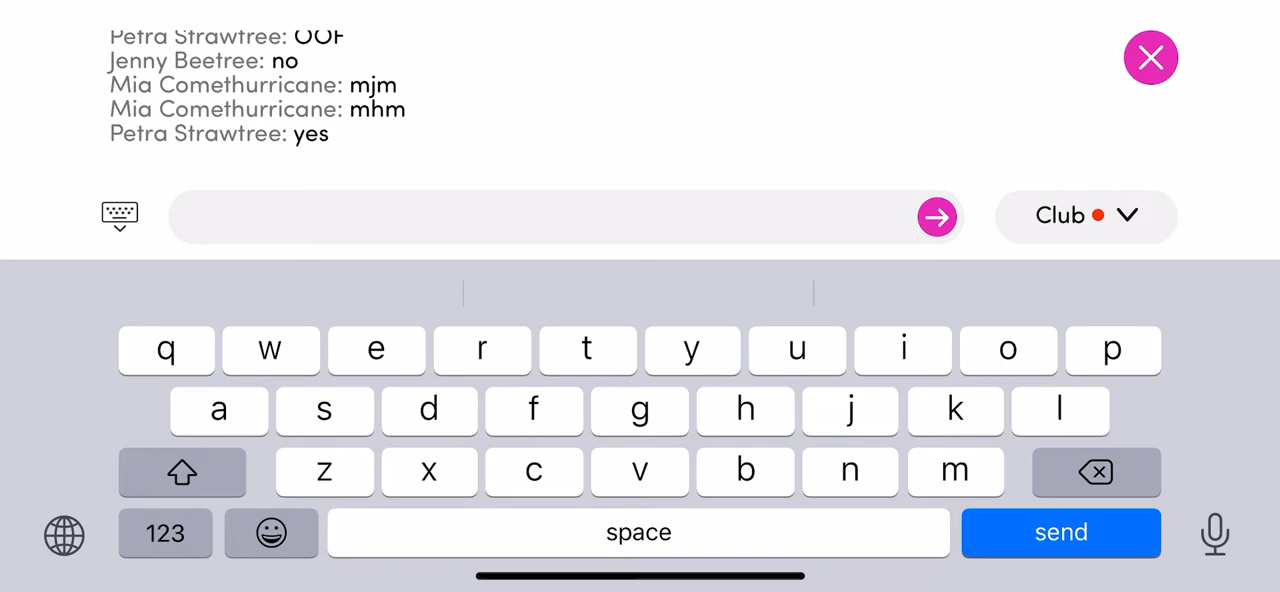 Petra Strawtree: OOF
Jenny Beetree: no
Mia Comethurricane: mjm
Mia Comethurricane: mhm
Petra Strawtree: yes
Club
q w e r t y u i o p
a s d f g h j k l
z x c v b n m
123 space send